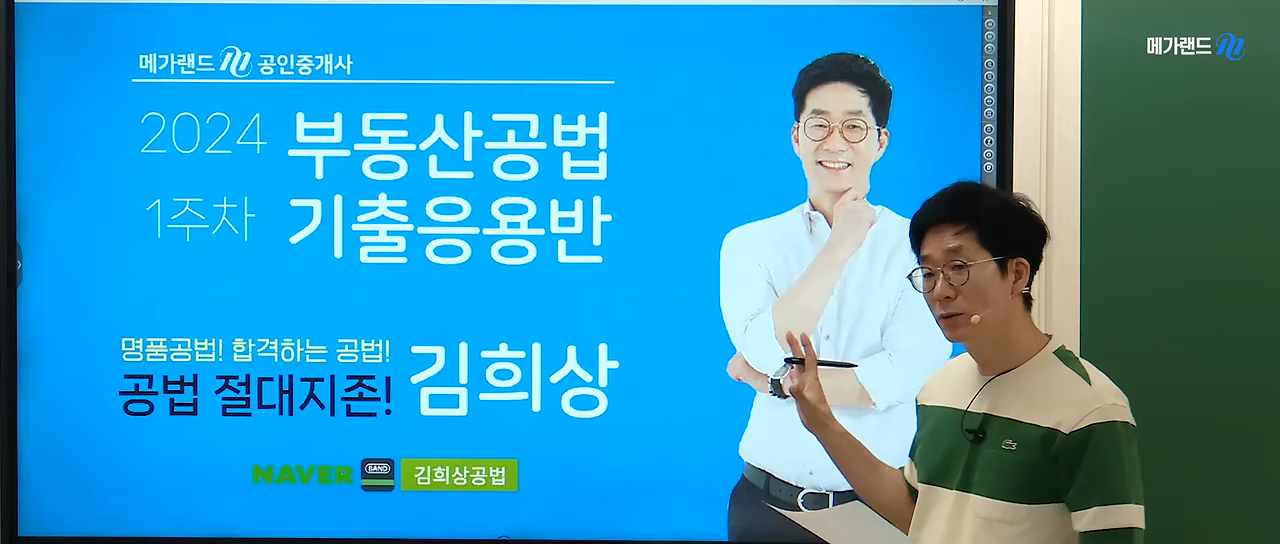 메가랜드 공인중개사
2024 부동산공법
1주차 기출응용반
명품공법! 합격하는 공법!
공법 절대지존! 김희상
NAVER BAND 김희상공법
메가랜드